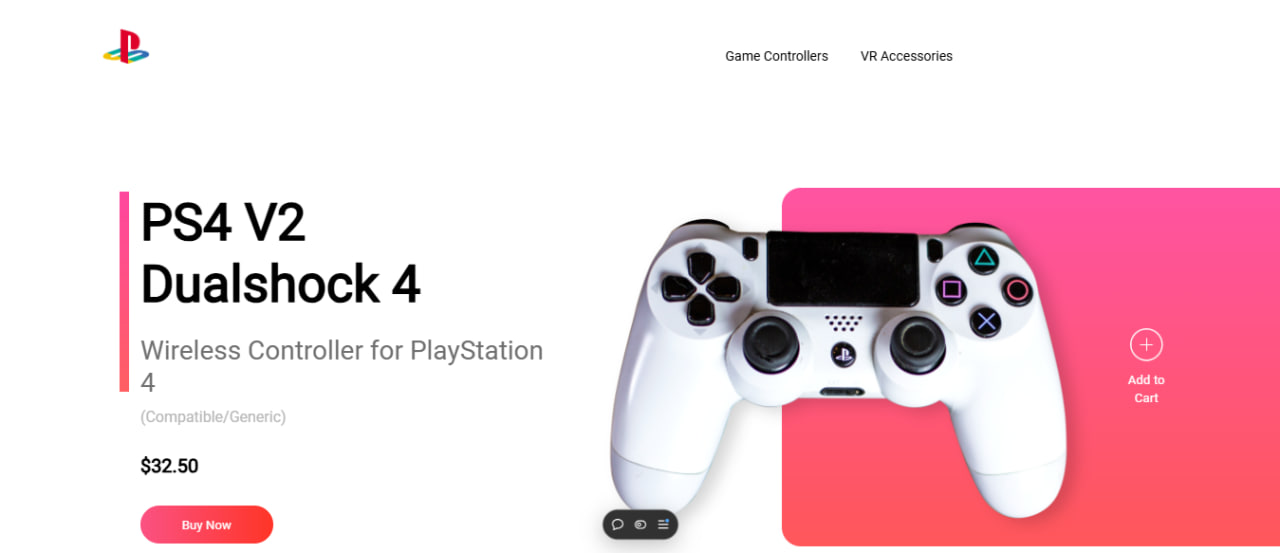 Game Controllers VR Accessories
PS4 V2
Dualshock 4
Wireless Controller for PlayStation
4
(Compatible/Generic)
$32.50
Buy Now
Add to
Cart